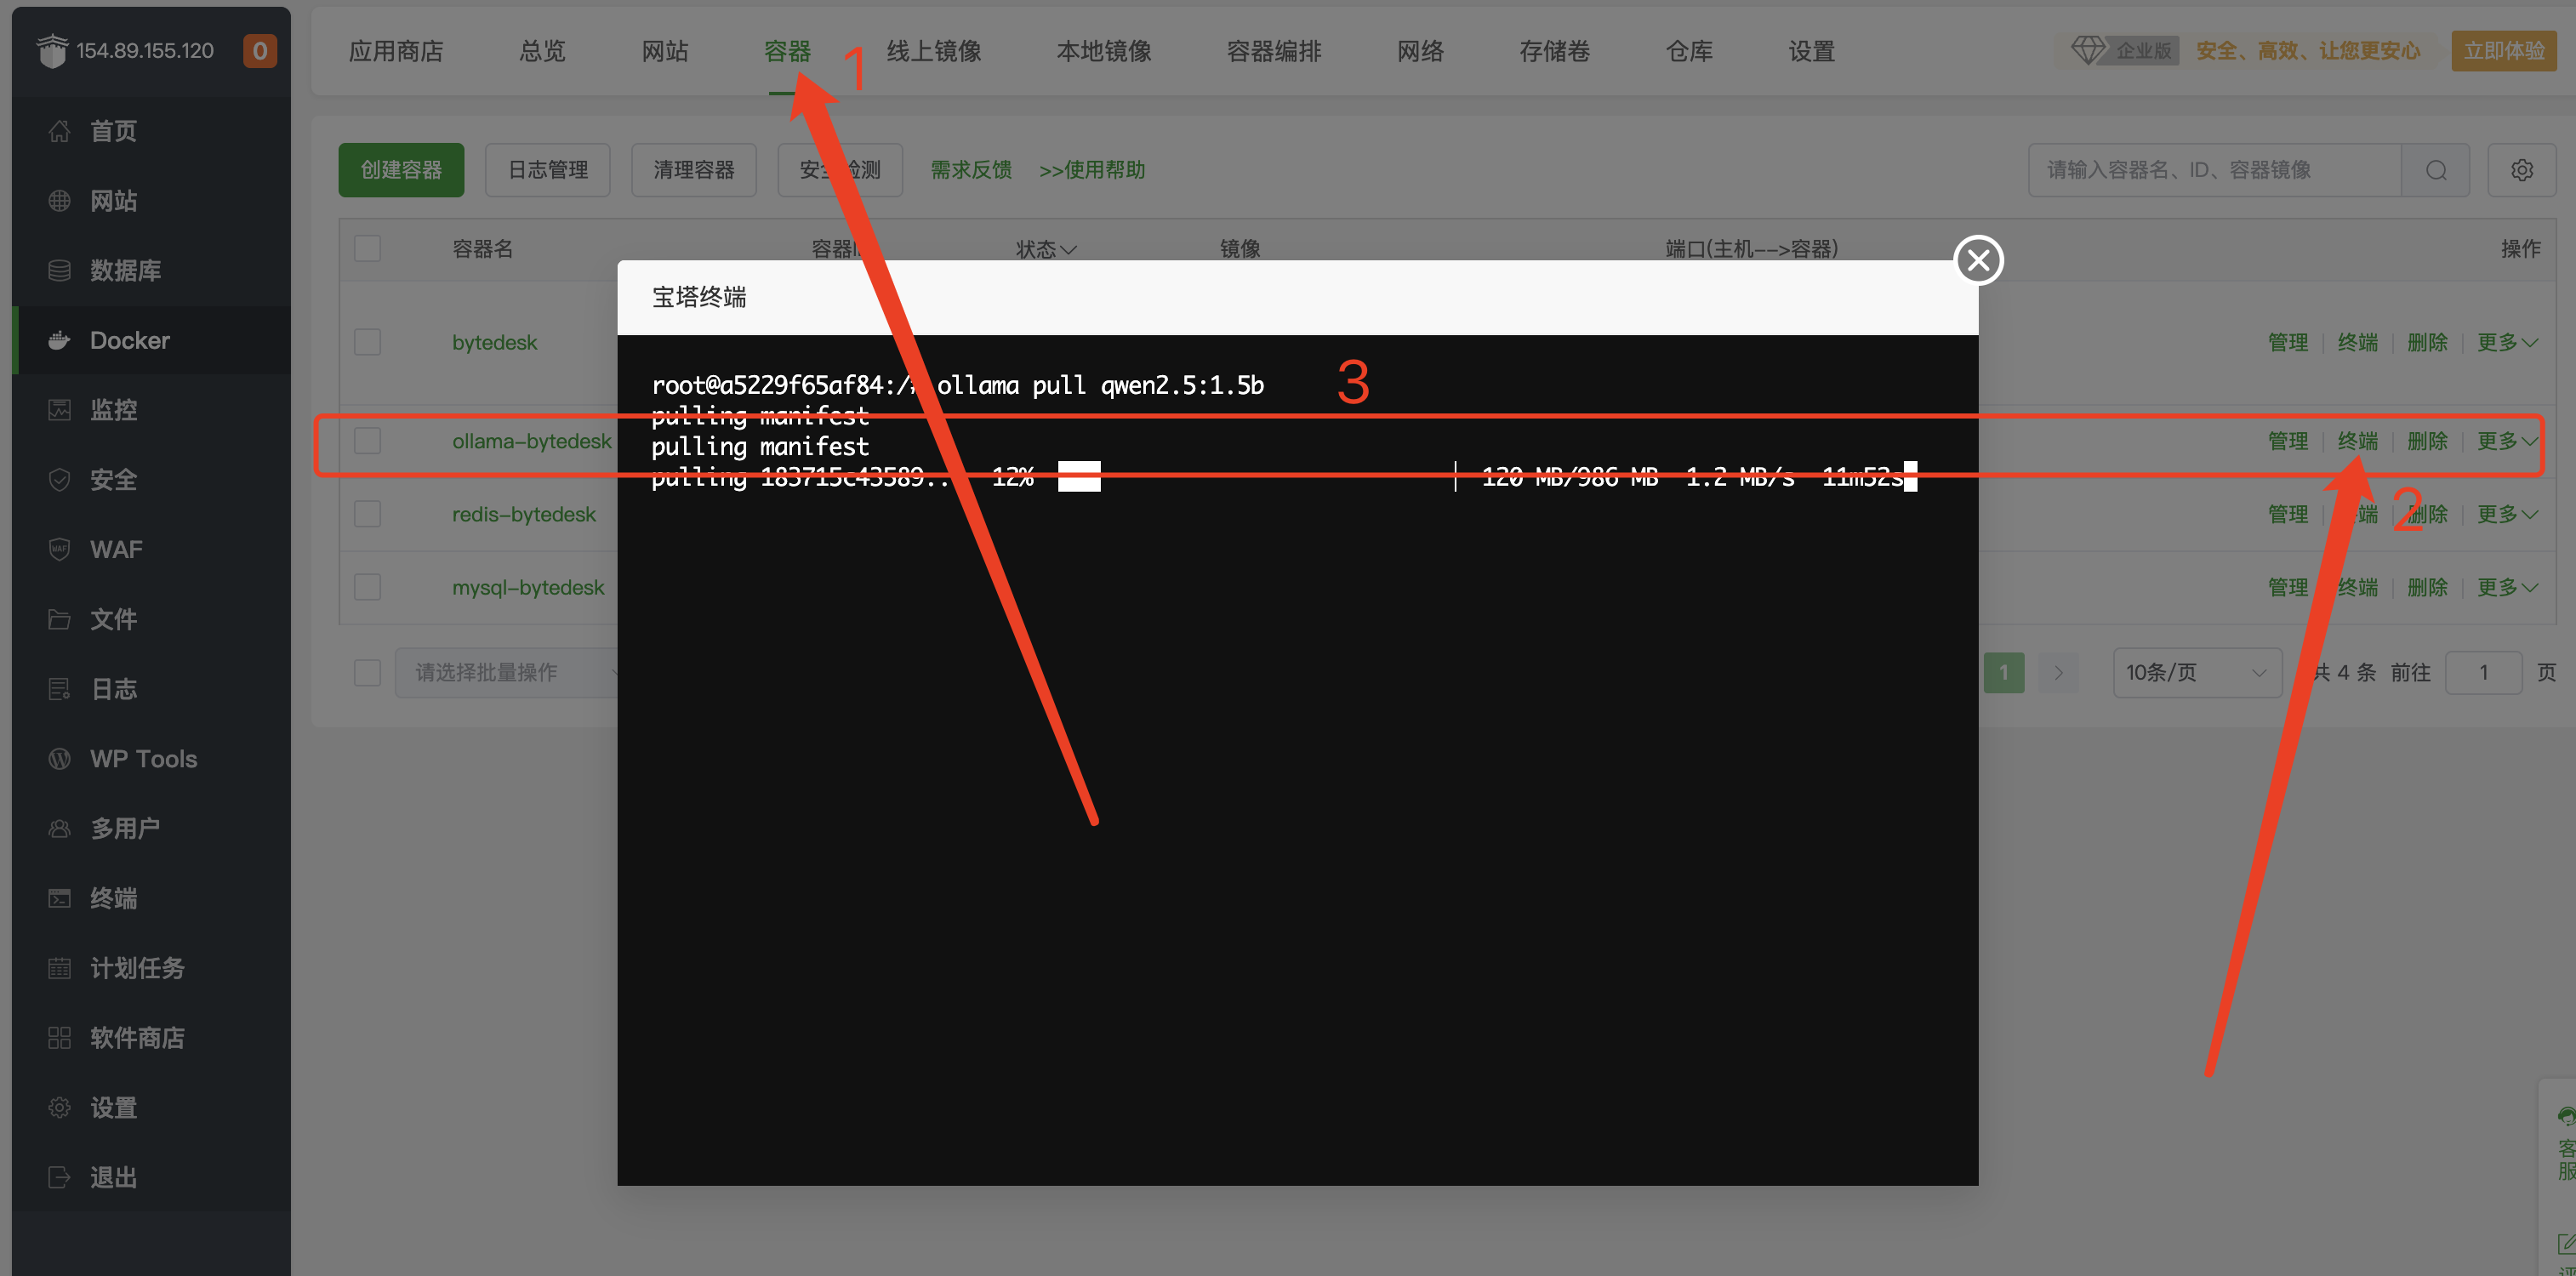 154.89.155.120 0
首页
网站
数据库
Docker
监控
安全
WAF
文件
日志
WP Tools
多用户
终端
计划任务
软件商店
设置
退出
应用商店 总览 网站 容器 线上镜像 本地镜像 容器编排 网络 存储卷 仓库 设置
企业版 安全、高效、让您更安心 立即体验
1
创建容器 日志管理 清理容器 安全检测 需求反馈 >>使用帮助
请输入容器名、ID、容器镜像
容器名 容器I 状态 镜像 端口(主机-->容器) 操作
bytedesk 管理 终端 删除 更多
ollama-bytedesk 管理 终端 删除 更多
redis-bytedesk 管理 终端 删除 更多
mysql-bytedesk 管理 终端 删除 更多
2
宝塔终端
root@a5229f65af84:/# ollama pull qwen2.5:1.5b
3
pulling manifest
pulling manifest
pulling 183715c43589.. 12% 120 MB/986 MB 1.2 MB/s 11m52s
请选择批量操作
1 10条/页 共 4 条 前往 1 页
客
服